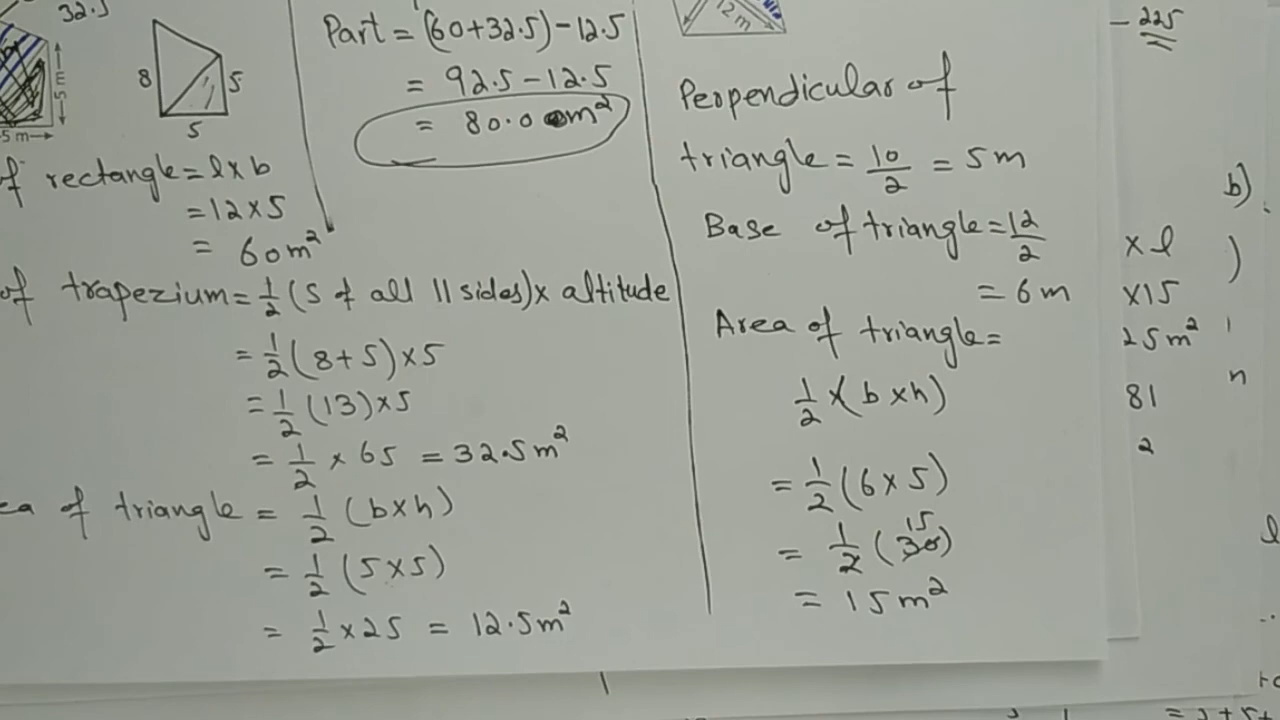 32.5
5 m
5 m
8
5
5
of rectangle = l × b
= 12 × 5
= 60 m²
of trapezium = 1/2 (S of all || sides) × altitude
= 1/2 (8 + 5) × 5
= 1/2 (13) × 5
= 1/2 × 65 = 32.5 m²
ea of triangle = 1/2 (b × h)
= 1/2 (5 × 5)
= 1/2 × 25 = 12.5 m²
Part = (60 + 32.5) - 12.5
= 92.5 - 12.5
= 80.0 m²
12 m
Perpendicular of
triangle = 10/2 = 5 m
Base of triangle = 12/2
= 6 m
Area of triangle =
1/2 × (b × h)
= 1/2 (6 × 5)
15
= 1/2 (30)
= 15 m²
- 225
× l
× 15
25 m²
81
2
b)
)
n
l
= 3 + 5 +